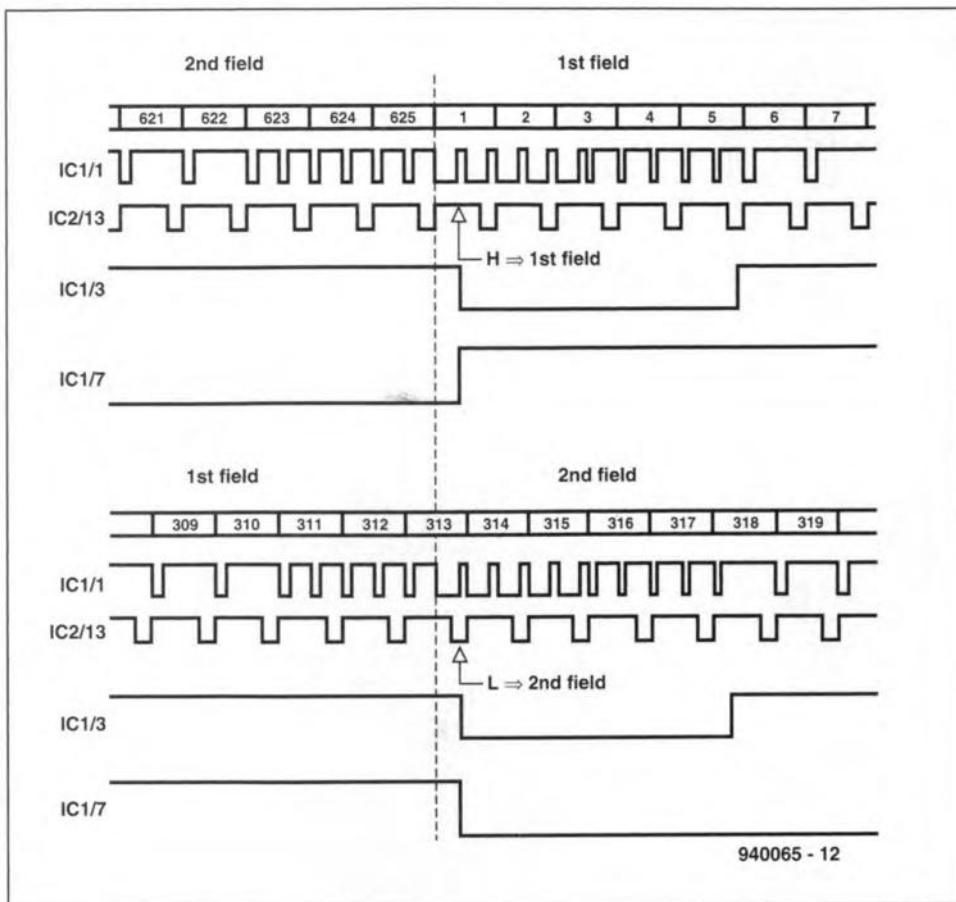 2nd field 1st field
621 622 623 624 625 1 2 3 4 5 6 7
IC1/1
IC2/13
H ⇒ 1st field
IC1/3
IC1/7
1st field 2nd field
309 310 311 312 313 314 315 316 317 318 319
IC1/1
IC2/13
L ⇒ 2nd field
IC1/3
IC1/7
940065 - 12